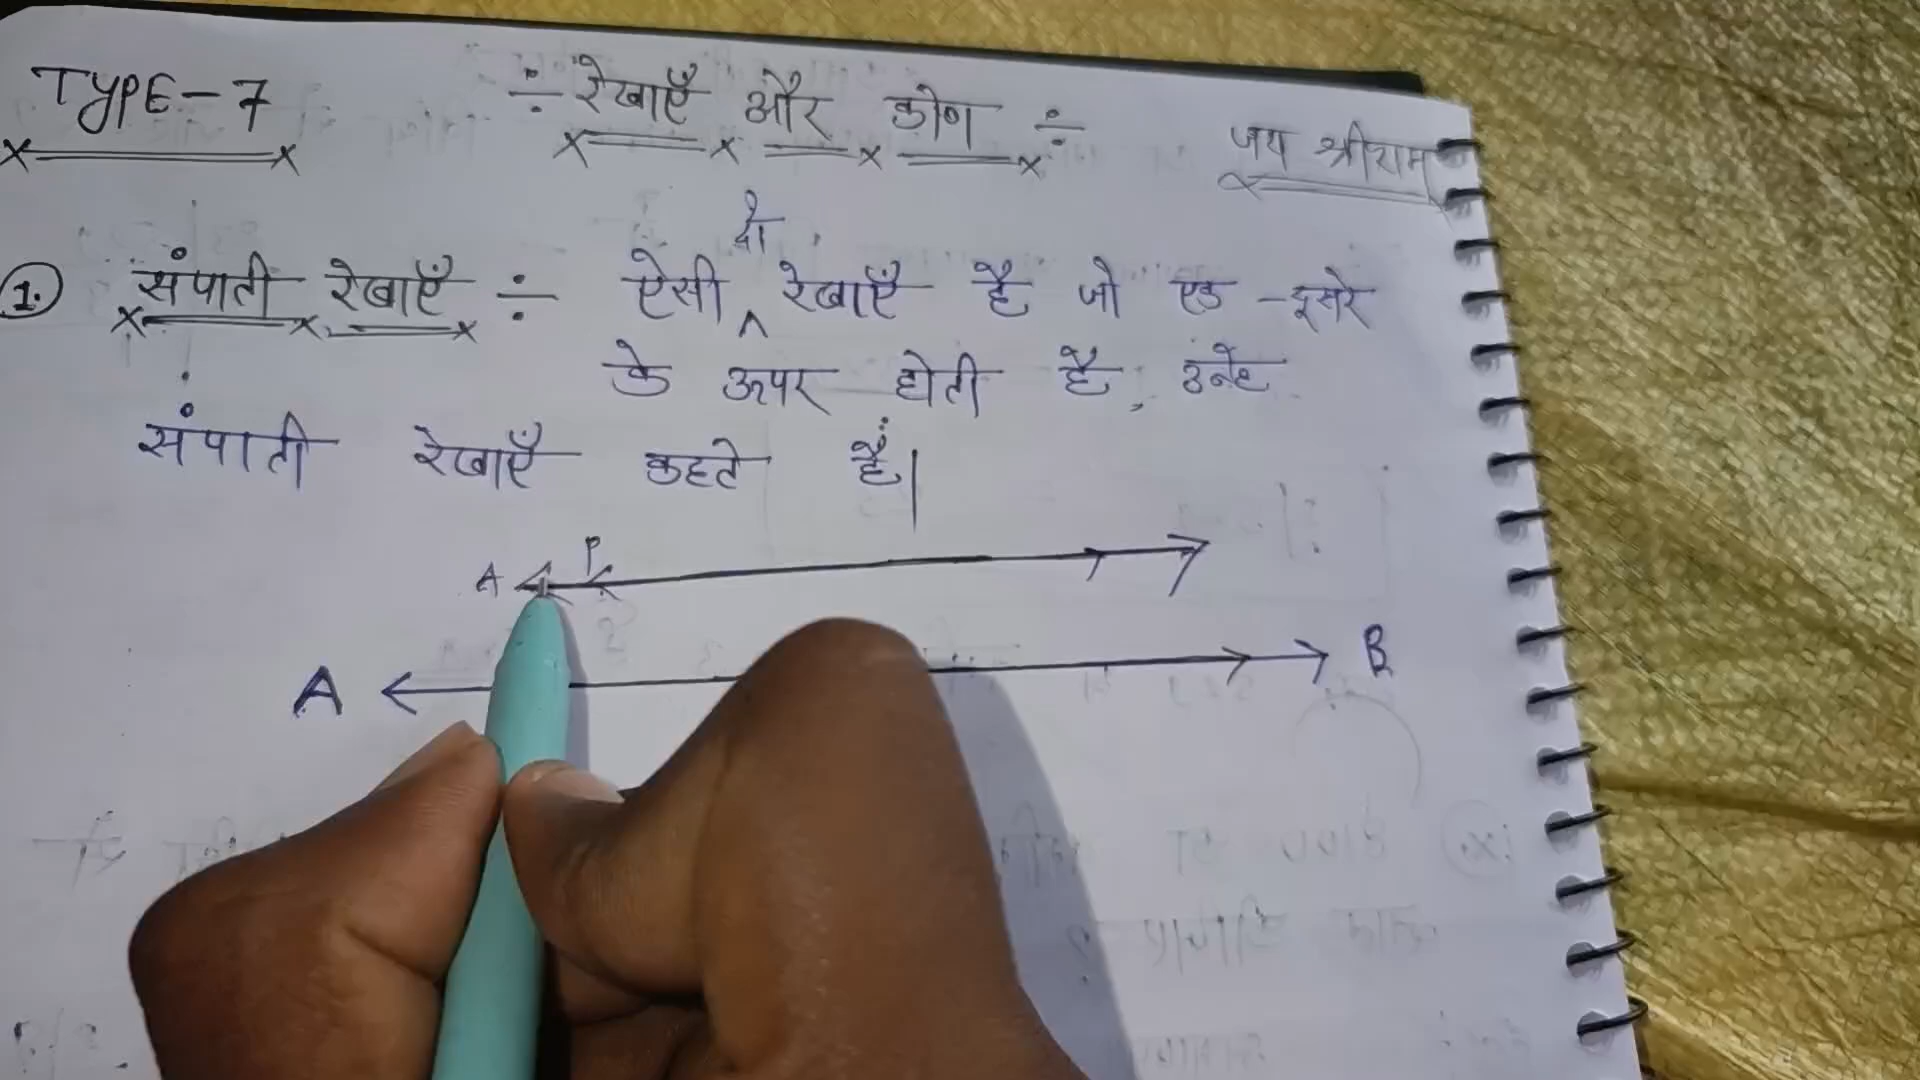 TYPE-7 ÷ रेखाएँ और कोण ÷ जय श्रीराम
दो
1. संपाती रेखाएँ ÷ ऐसी ^ रेखाएँ है जो एक-दूसरे
के ऊपर होती है, उन्हे
संपाती रेखाएँ कहते हैं।
A P
A B